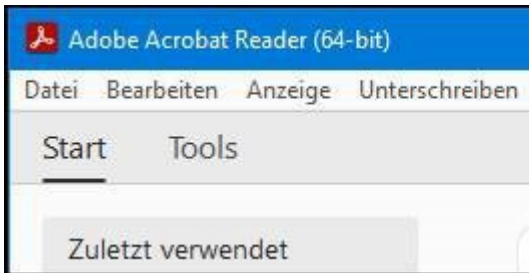 Adobe Acrobat Reader (64-bit)
Datei Bearbeiten Anzeige Unterschreiben
Start Tools
Zuletzt verwendet